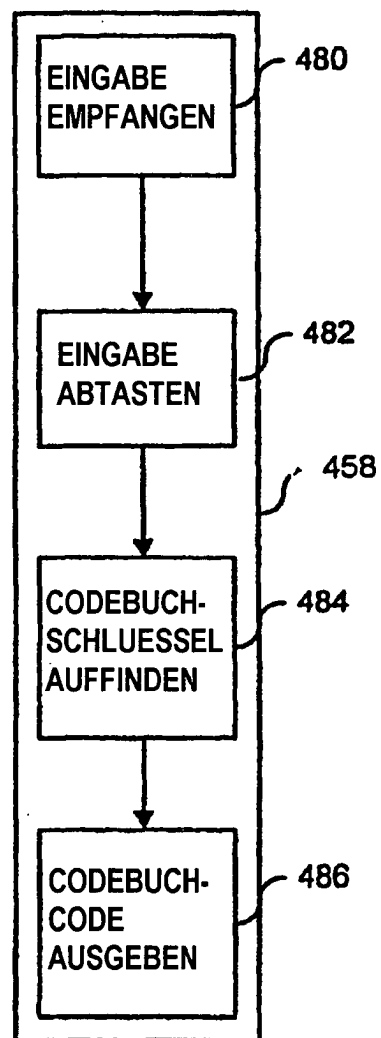 EINGABE
EMPFANGEN
480
EINGABE
ABTASTEN
482
458
CODEBUCH-
SCHLUESSEL
AUFFINDEN
484
CODEBUCH-
CODE
AUSGEBEN
486